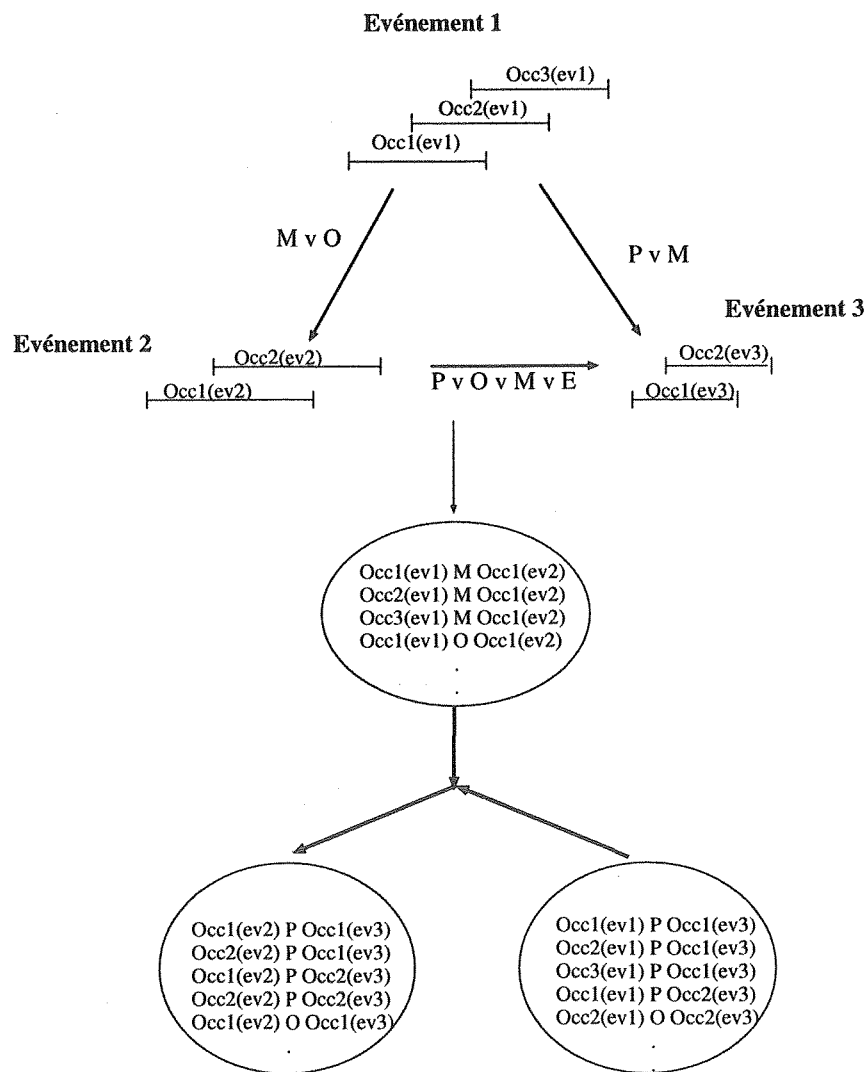 Evénement 1
Occ3(ev1)
Occ2(ev1)
Occ1(ev1)
M v O
P v M
Evénement 3
Evénement 2
Occ2(ev2)
Occ2(ev3)
P v O v M v E
Occ1(ev2)
Occ1(ev3)
Occ1(ev1) M Occ1(ev2)
Occ2(ev1) M Occ1(ev2)
Occ3(ev1) M Occ1(ev2)
Occ1(ev1) O Occ1(ev2)
.
.
Occ1(ev2) P Occ1(ev3)
Occ2(ev2) P Occ1(ev3)
Occ1(ev2) P Occ2(ev3)
Occ2(ev2) P Occ2(ev3)
Occ1(ev2) O Occ1(ev3)
.
Occ1(ev1) P Occ1(ev3)
Occ2(ev1) P Occ1(ev3)
Occ3(ev1) P Occ1(ev3)
Occ1(ev1) P Occ2(ev3)
Occ2(ev1) O Occ2(ev3)
.